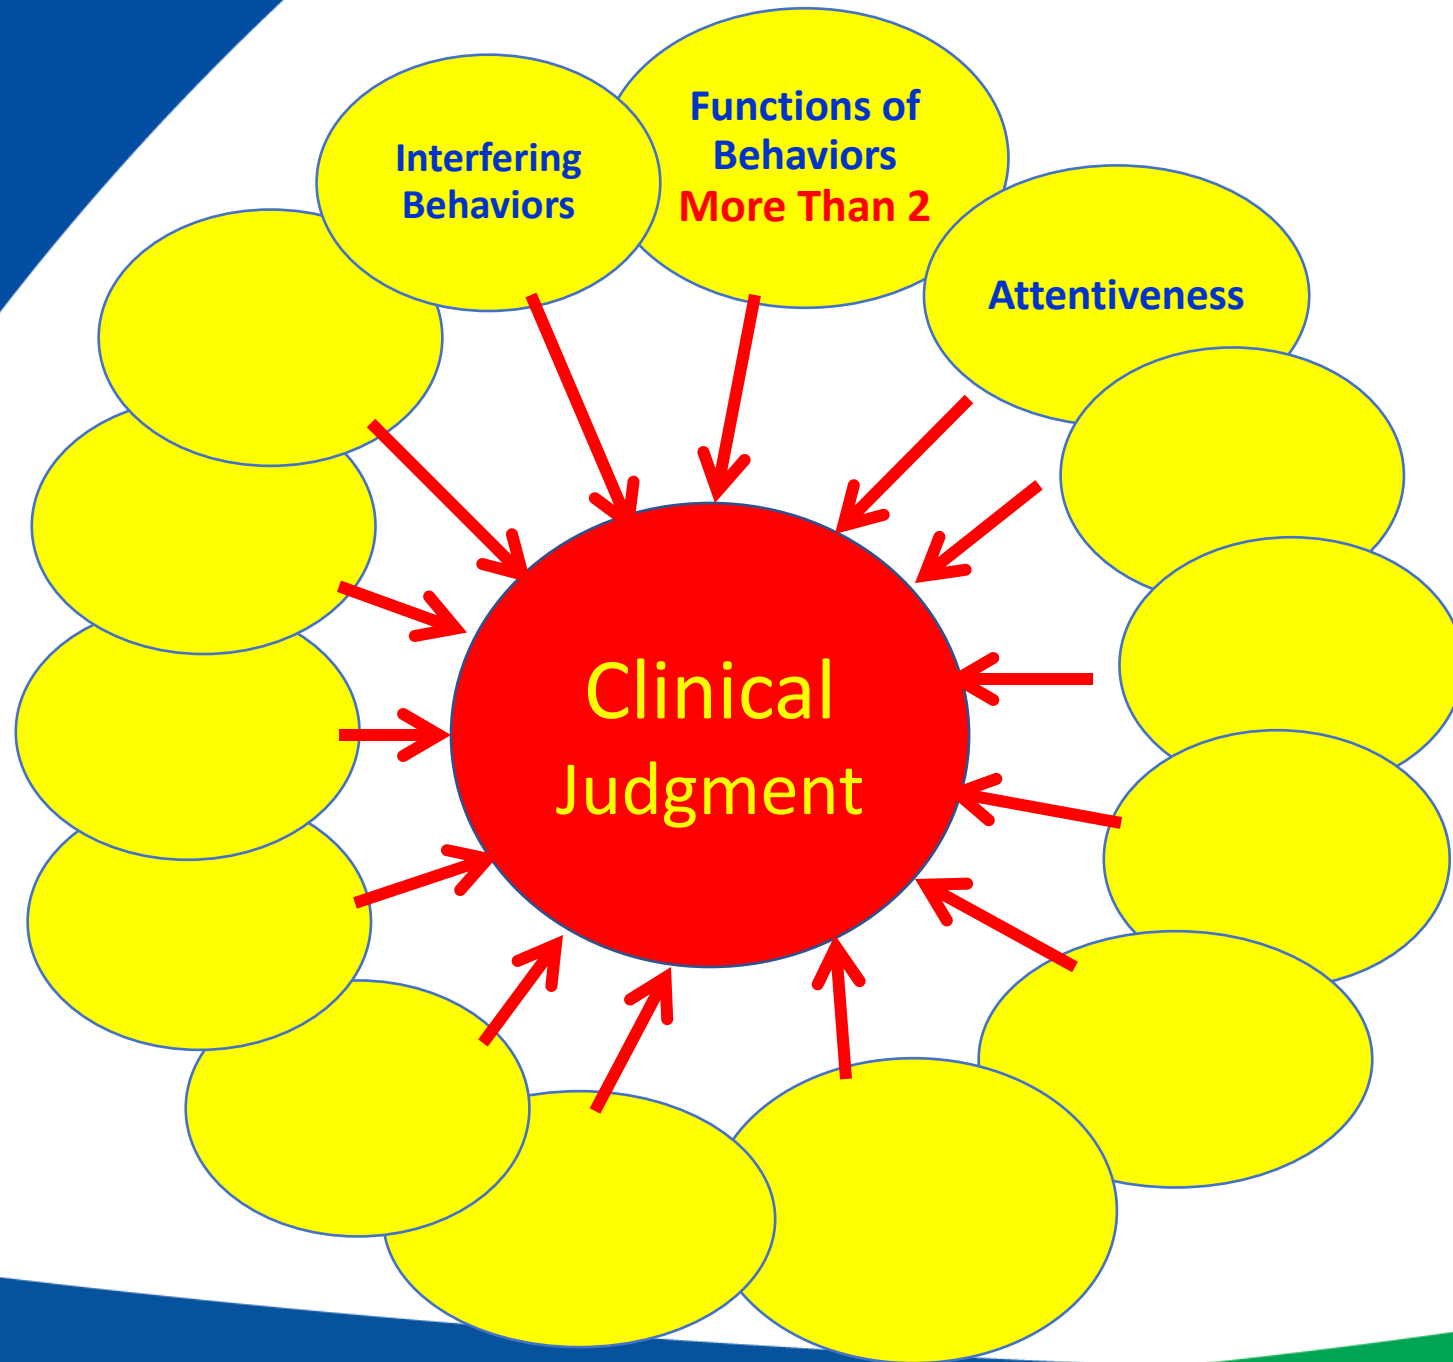 Functions of
Behaviors
More Than 2
Interfering
Behaviors
Attentiveness
Clinical
Judgment